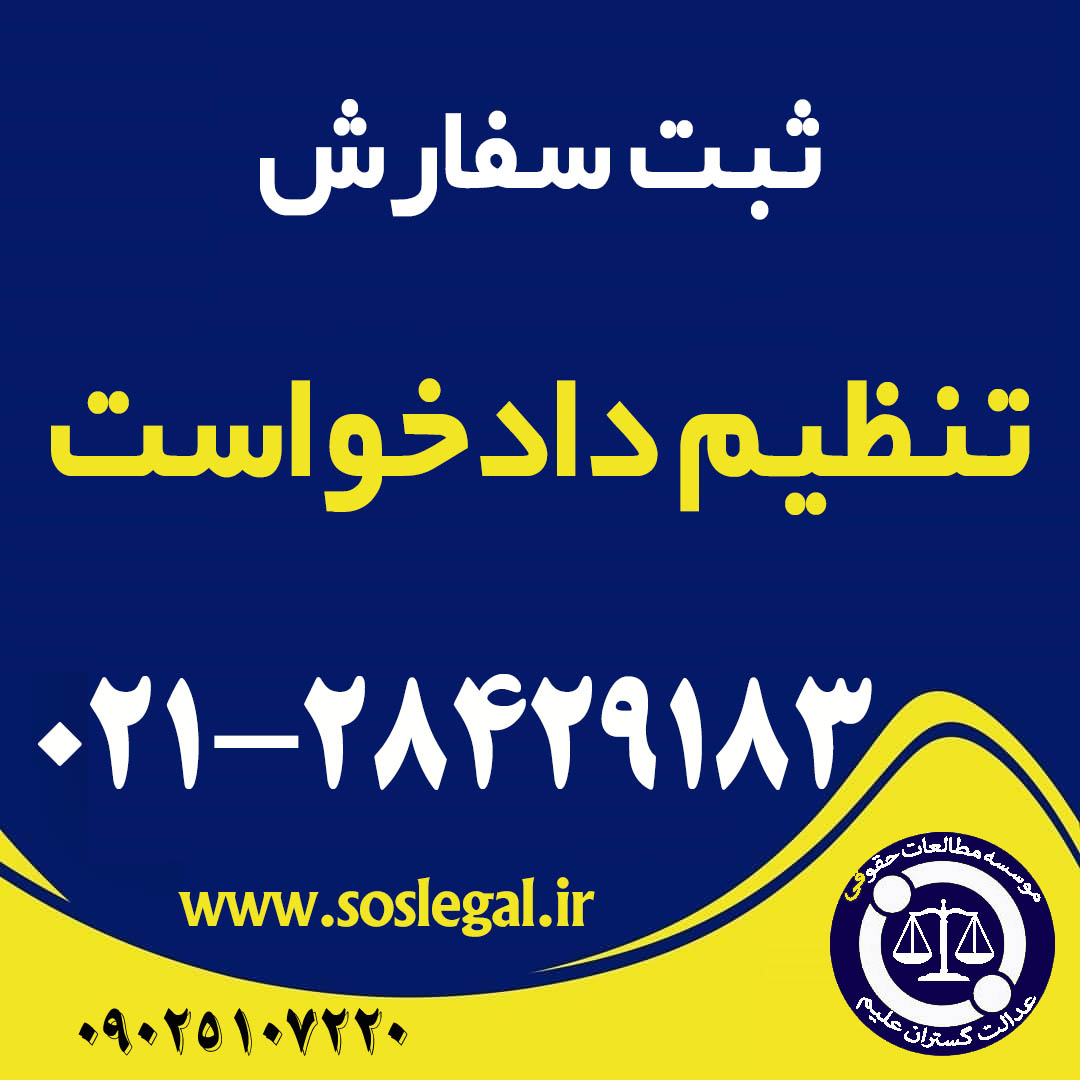 ثبت سفارش
تنظیم دادخواست
۰۲۱-۲۸۴۲۹۱۸۳
www.soslegal.ir
۰۹۰۲۵۱۰۷۲۲۰
موسسه مطالعات حقوقی
عدالت گستران علیم